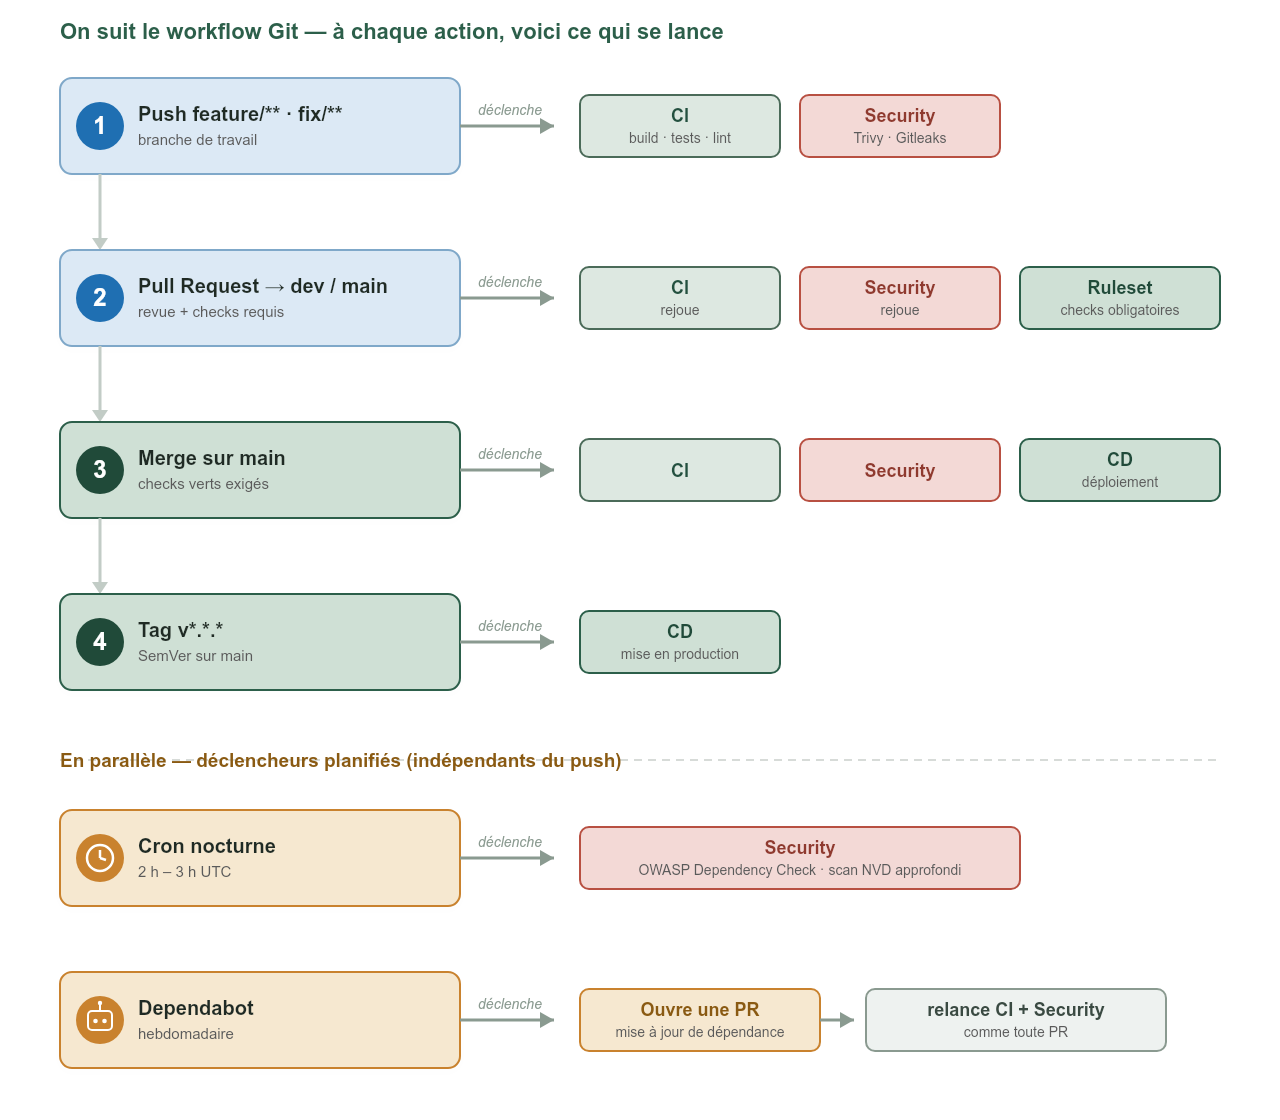 On suit le workflow Git — à chaque action, voici ce qui se lance
1
Push feature/** · fix/**
branche de travail
déclenche
CI
build · tests · lint
Security
Trivy · Gitleaks
2
Pull Request → dev / main
revue + checks requis
déclenche
CI
rejoue
Security
rejoue
Ruleset
checks obligatoires
3
Merge sur main
checks verts exigés
déclenche
CI
Security
CD
déploiement
4
Tag v*.*.*
SemVer sur main
déclenche
CD
mise en production
En parallèle — déclencheurs planifiés (indépendants du push)
Cron nocturne
2 h – 3 h UTC
déclenche
Security
OWASP Dependency Check · scan NVD approfondi
Dependabot
hebdomadaire
déclenche
Ouvre une PR
mise à jour de dépendance
relance CI + Security
comme toute PR